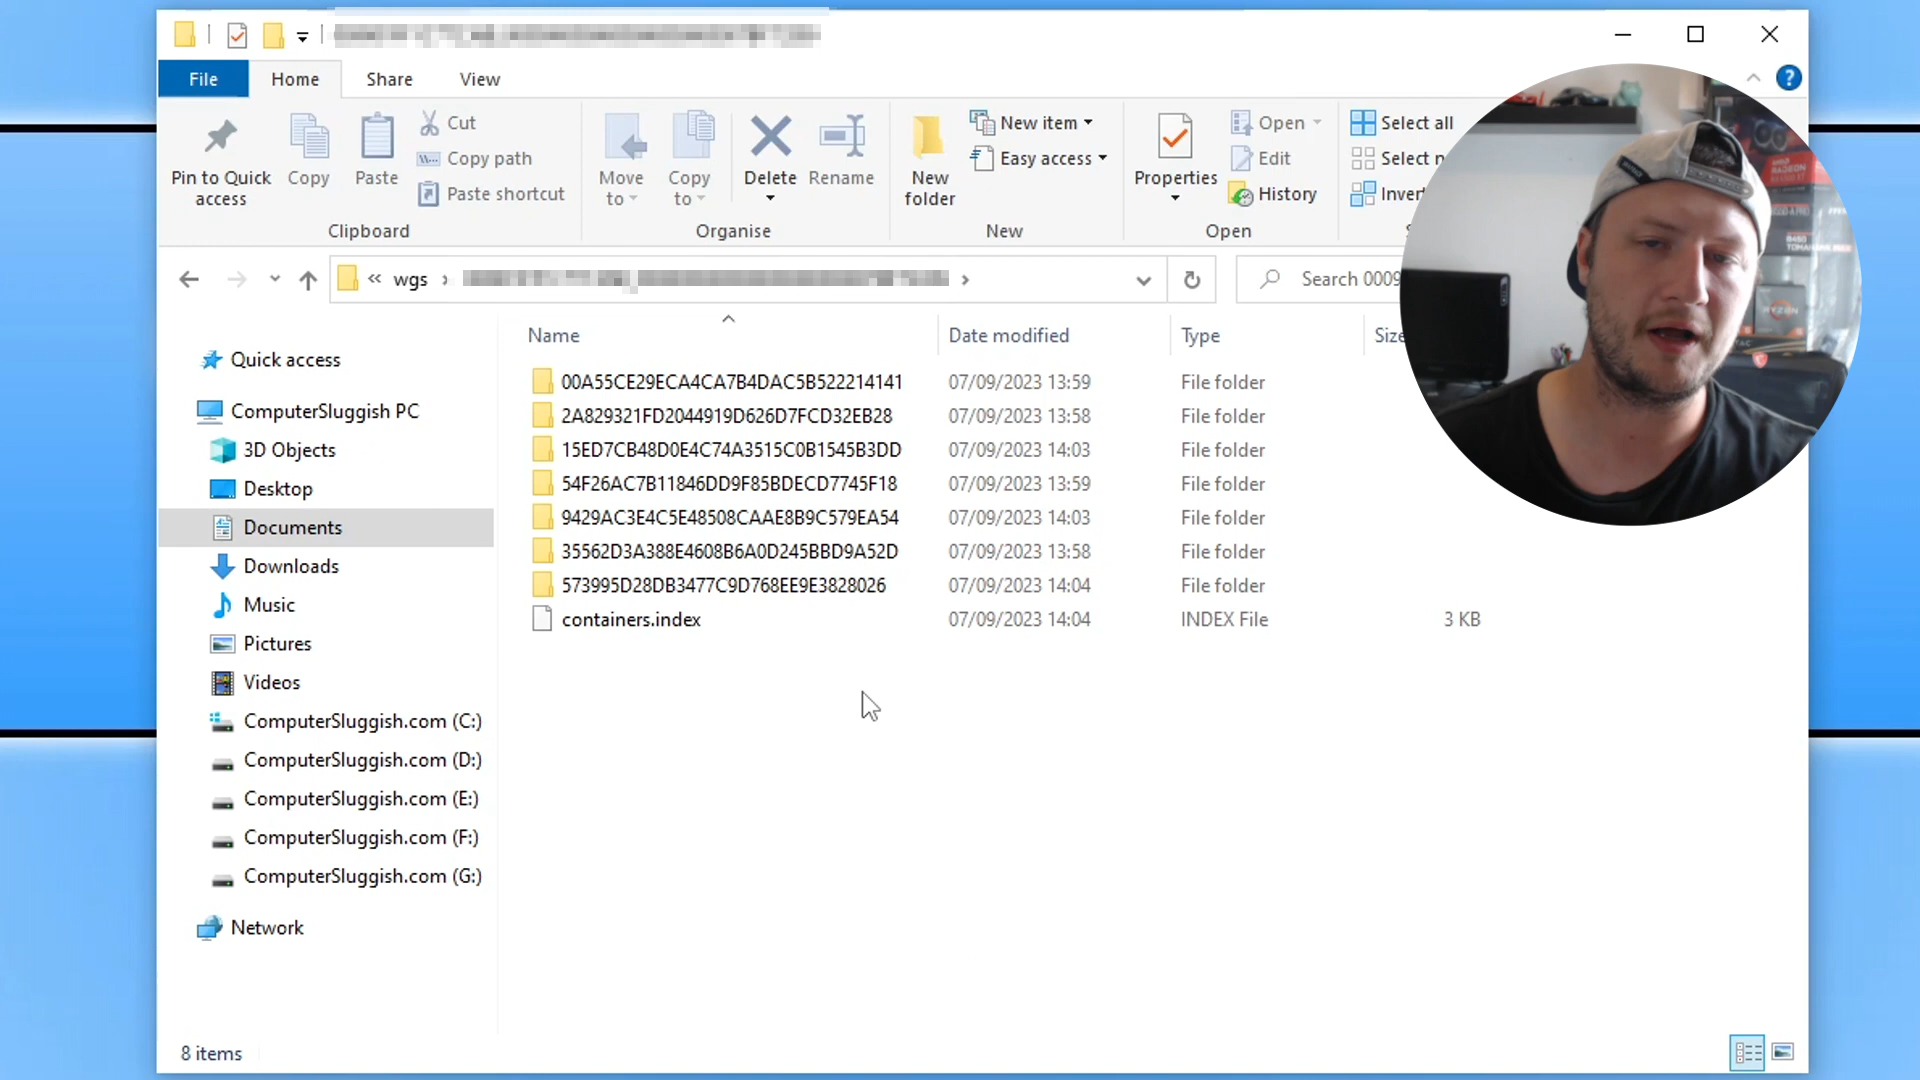 File
Home
Share
View
Pin to Quick access
Copy
Paste
Cut
Copy path
Paste shortcut
Clipboard
Move to
Copy to
Delete
Rename
Organise
New folder
New item
Easy access
New
Properties
Open
Edit
History
Open
Select all
Select n
Invert
wgs
Search 0009
Name
Date modified
Type
Size
Quick access
ComputerSluggish PC
3D Objects
Desktop
Documents
Downloads
Music
Pictures
Videos
ComputerSluggish.com (C:)
ComputerSluggish.com (D:)
ComputerSluggish.com (E:)
ComputerSluggish.com (F:)
ComputerSluggish.com (G:)
Network
00A55CE29ECA4CA7B4DAC5B522214141 07/09/2023 13:59 File folder
2A829321FD2044919D626D7FCD32EB28 07/09/2023 13:58 File folder
15ED7CB48D0E4C74A3515C0B1545B3DD 07/09/2023 14:03 File folder
54F26AC7B11846DD9F85BDECD7745F18 07/09/2023 13:59 File folder
9429AC3E4C5E48508CAAE8B9C579EA54 07/09/2023 14:03 File folder
35562D3A388E4608B6A0D245BBD9A52D 07/09/2023 13:58 File folder
573995D28DB3477C9D768EE9E3828026 07/09/2023 14:04 File folder
containers.index 07/09/2023 14:04 INDEX File 3 KB
8 items
RADEON
RYZEN